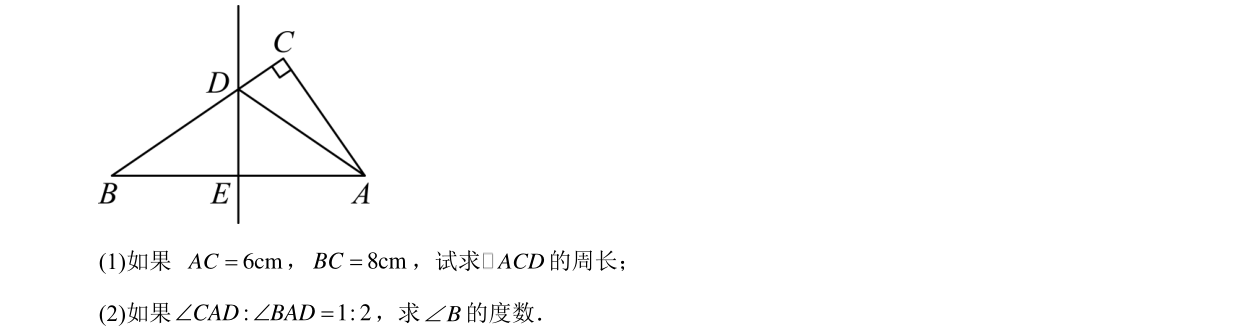 C
D
B E A
(1)如果 AC = 6cm，BC = 8cm，试求□ACD的周长；
(2)如果∠CAD:∠BAD=1:2，求∠B的度数．